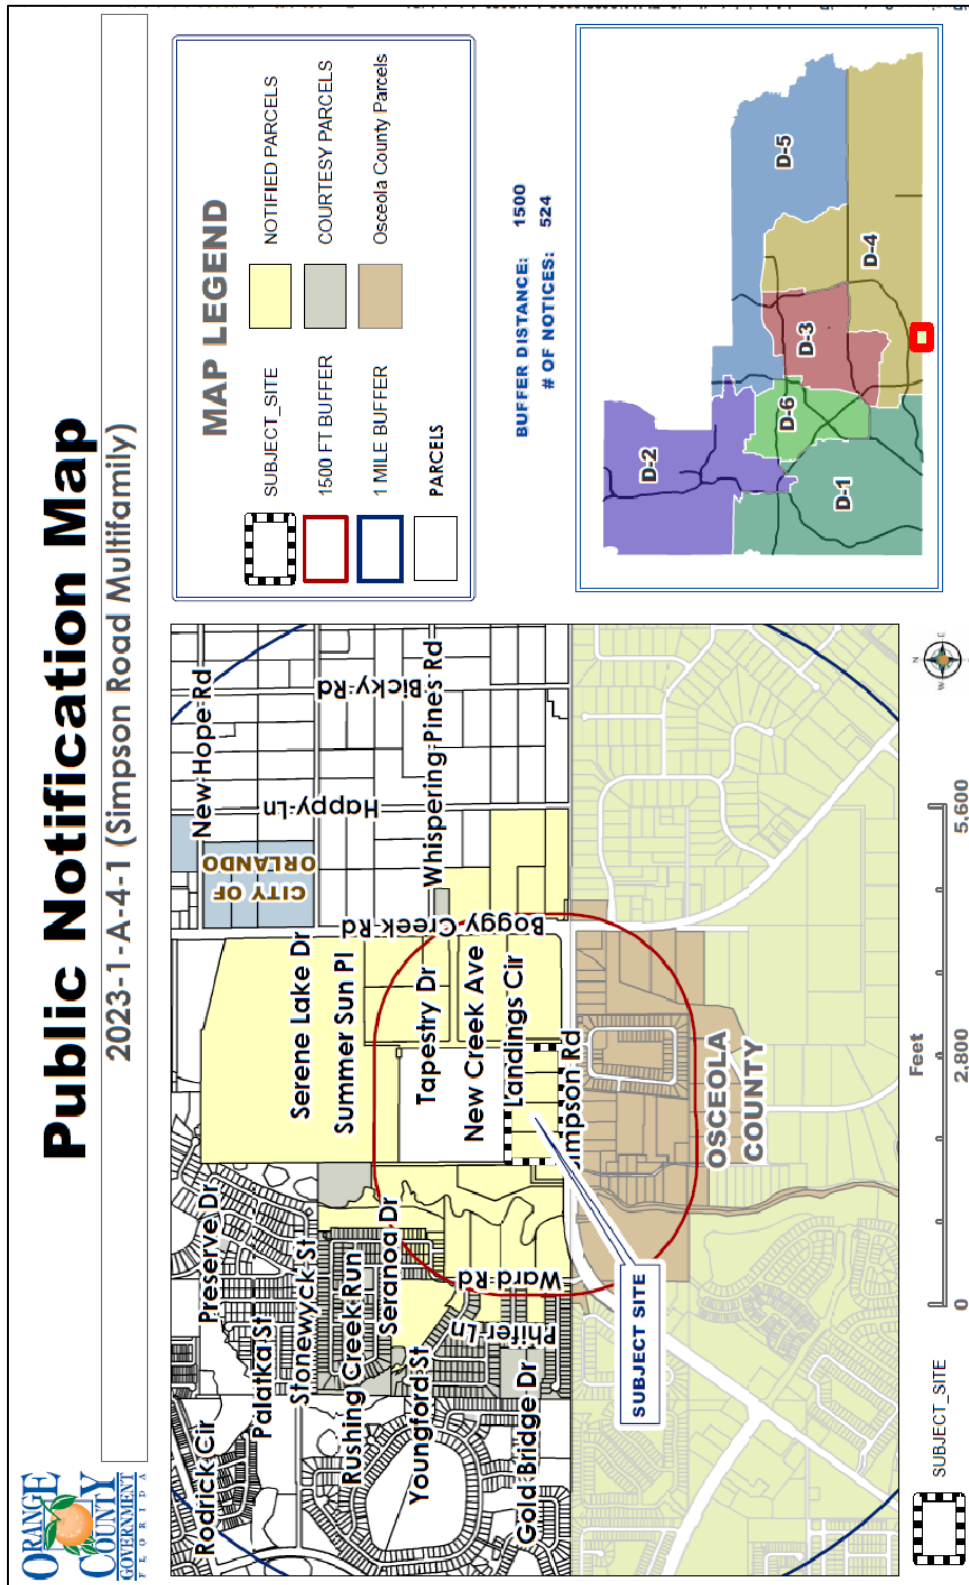 ORANGE
COUNTY
GOVERNMENT
FLORIDA
Public Notification Map
2023-1-A-4-1 (Simpson Road Multifamily)
Rodrick Cir
Preserve Dr
New Hope Rd
Palatka St
Stonewyck St
Serene Lake Dr
CITY OF
ORLANDO
Happy Ln
Bicky Rd
Rushing Creek Run
Summer Sun Pl
Boggy Creek Rd
Seranoa Dr
Youngford St
Tapestry Dr
Whispering Pines Rd
Ward Rd
Phifer Ln
New Creek Ave
Landings Cir
Gold Bridge Dr
Simpson Rd
SUBJECT SITE
OSCEOLA
COUNTY
MAP LEGEND
SUBJECT_SITE
NOTIFIED PARCELS
1500 FT BUFFER
COURTESY PARCELS
1 MILE BUFFER
Osceola County Parcels
PARCELS
BUFFER DISTANCE: 1500
# OF NOTICES: 524
D-2
D-5
D-6
D-3
D-1
D-4
SUBJECT_SITE
Feet
0 2,800 5,600
N
W E